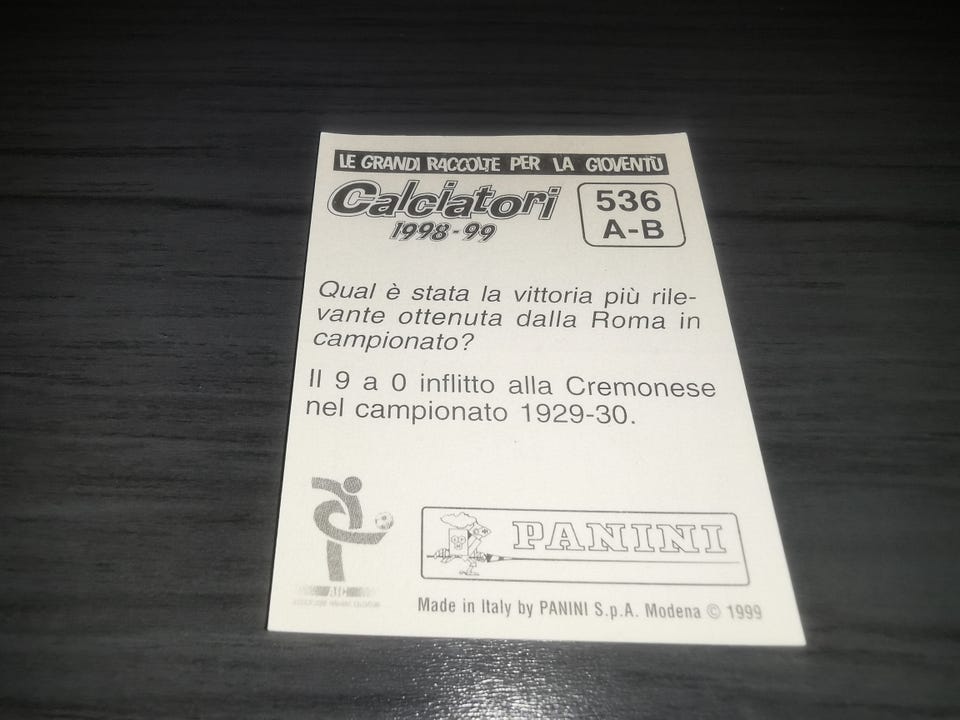 LE GRANDI RACCOLTE PER LA GIOVENTÙ
Calciatori
1998-99
536
A-B
Qual è stata la vittoria più rile-
vante ottenuta dalla Roma in
campionato?
Il 9 a 0 inflitto alla Cremonese
nel campionato 1929-30.
AIC
PANINI
Made in Italy by PANINI S.p.A. Modena © 1999